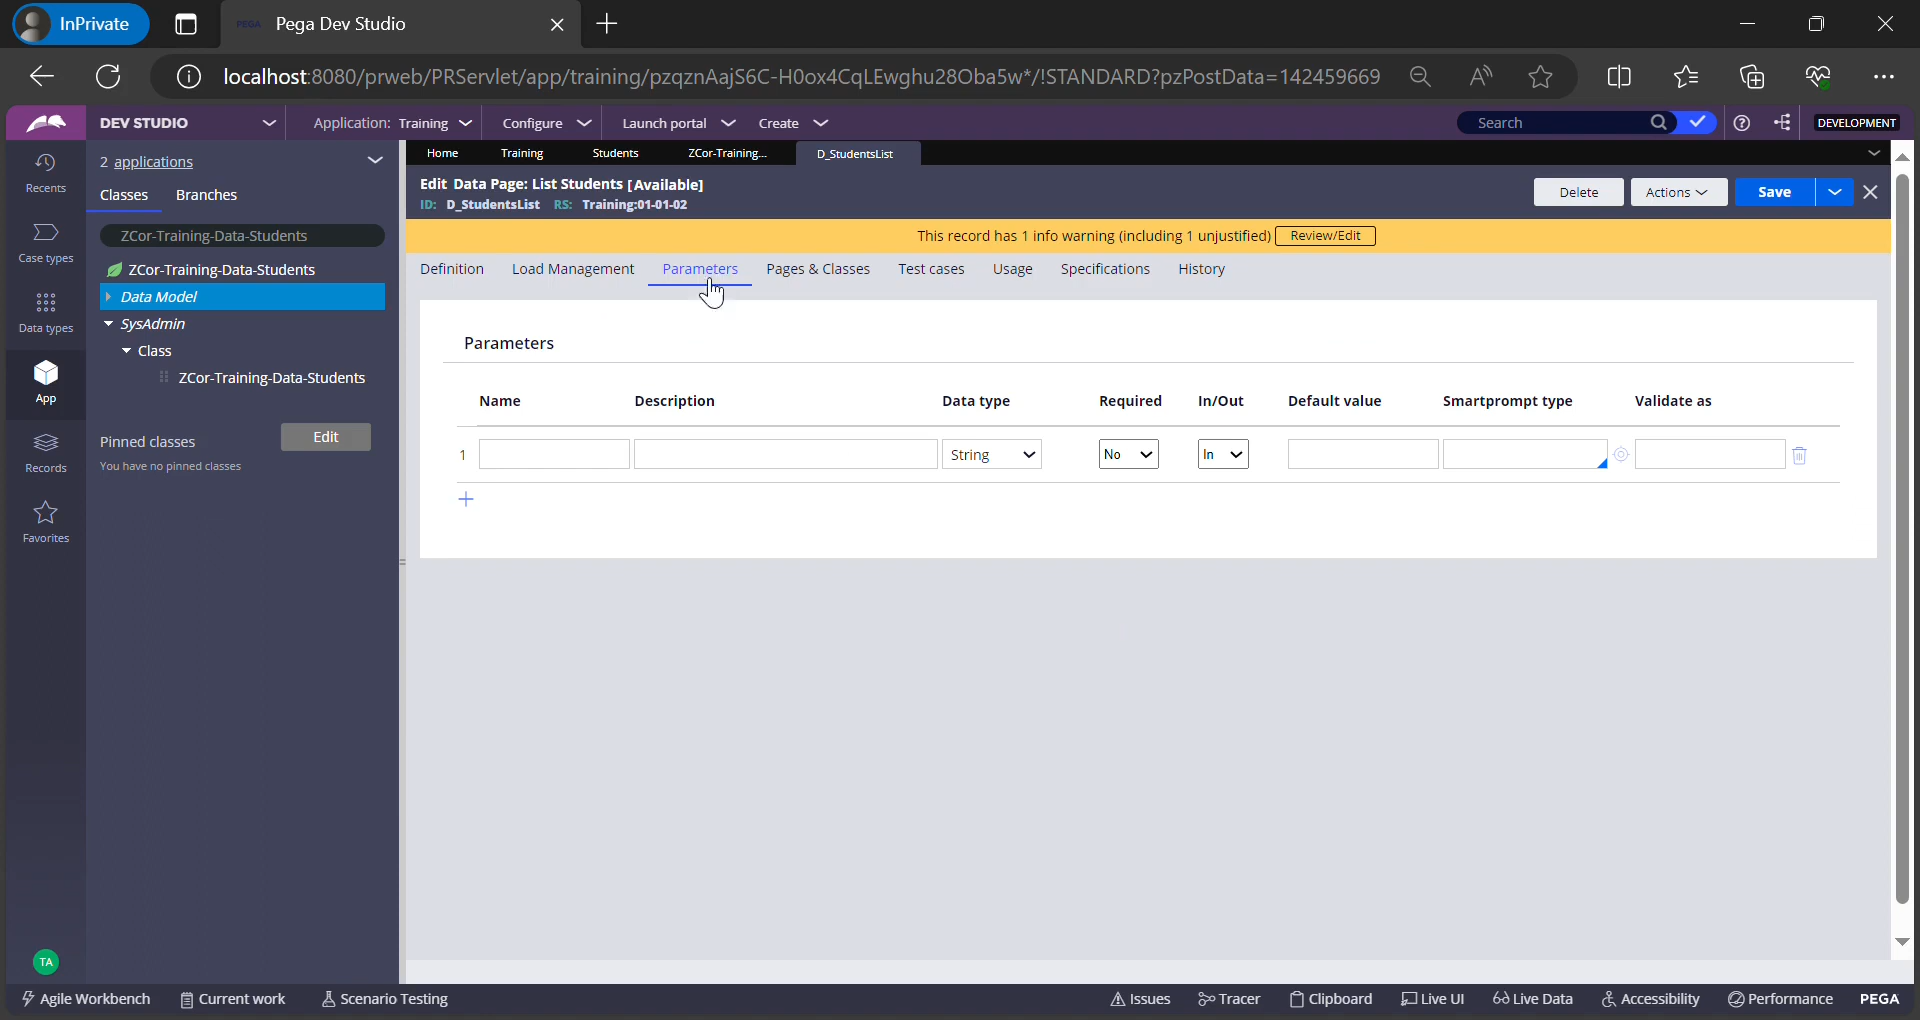 InPrivate
PEGA Pega Dev Studio
localhost:8080/prweb/PRServlet/app/training/pzqznAajS6C-H0ox4CqLEwghu28Oba5w*/!STANDARD?pzPostData=142459669
DEV STUDIO Application: Training Configure Launch portal Create Search DEVELOPMENT
Recents
Case types
Data types
App
Records
Favorites
TA
2 applications
Classes Branches
ZCor-Training-Data-Students
ZCor-Training-Data-Students
Data Model
SysAdmin
Class
ZCor-Training-Data-Students
Pinned classes Edit
You have no pinned classes
Home Training Students ZCor-Training... D_StudentsList
Edit Data Page: List Students [Available]
ID: D_StudentsList RS: Training:01-01-02
Delete Actions Save
This record has 1 info warning (including 1 unjustified) Review/Edit
Definition Load Management Parameters Pages & Classes Test cases Usage Specifications History
Parameters
Name Description Data type Required In/Out Default value Smartprompt type Validate as
1 String No In
Agile Workbench Current work Scenario Testing Issues Tracer Clipboard Live UI Live Data Accessibility Performance PEGA